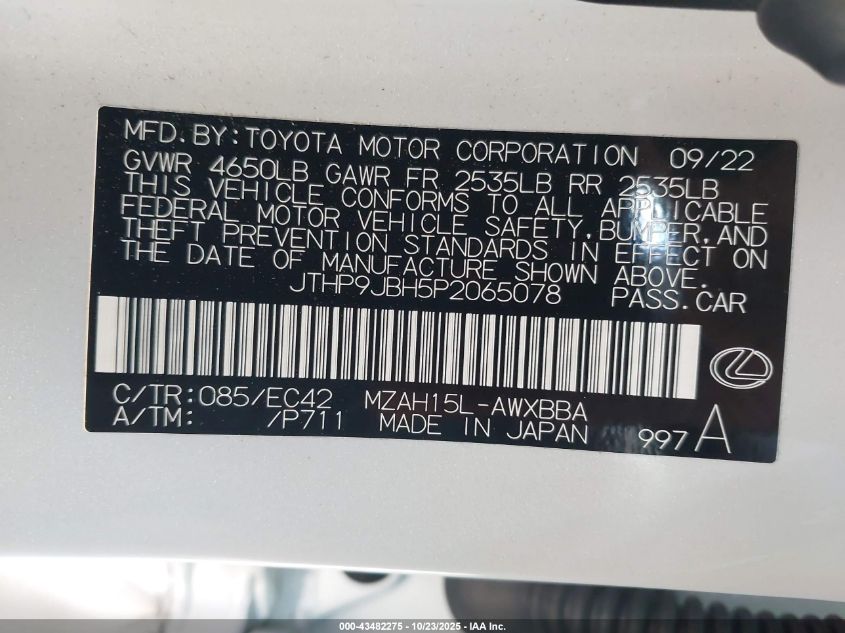 MFD.BY:TOYOTA MOTOR CORPORATION 09/22
GVWR 4650LB GAWR FR 2535LB RR 2535LB
THIS VEHICLE CONFORMS TO ALL APPLICABLE
FEDERAL MOTOR VEHICLE SAFETY,BUMPER,AND
THEFT PREVENTION STANDARDS IN EFFECT ON
THE DATE OF MANUFACTURE SHOWN ABOVE.
JTHP9JBH5P2065078 PASS.CAR
C/TR:085/EC42 MZAH15L-AWXBBA
A/TM: /P711 MADE IN JAPAN 997A
000-43482275 - 10/23/2025 - IAA Inc.